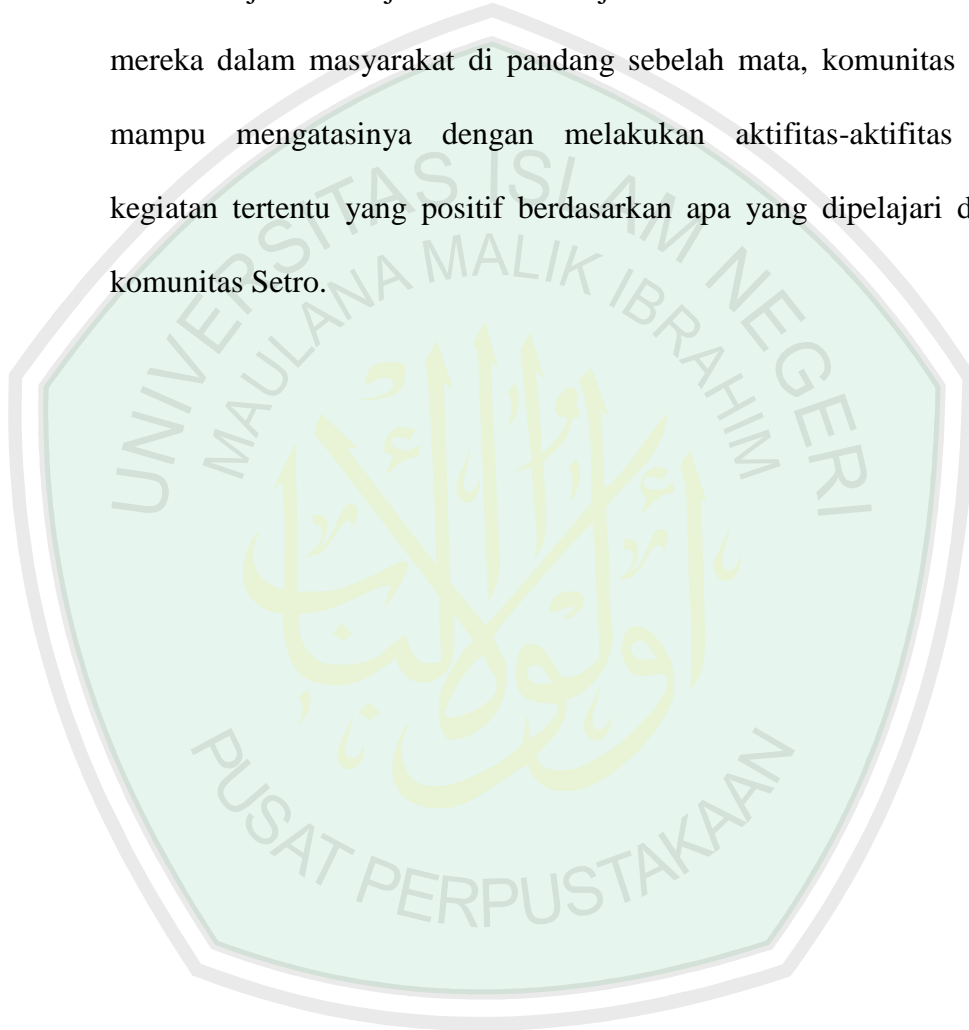 mereka dalam masyarakat di pandang sebelah mata, komunitas
mampu mengatasinya dengan melakukan aktifitas-aktifitas
kegiatan tertentu yang positif berdasarkan apa yang dipelajari
komunitas Setro.
UNIVERSITAS ISLAM NEGERI
MAULANA MALIK IBRAHIM
PUSAT PERPUSTAKAAN